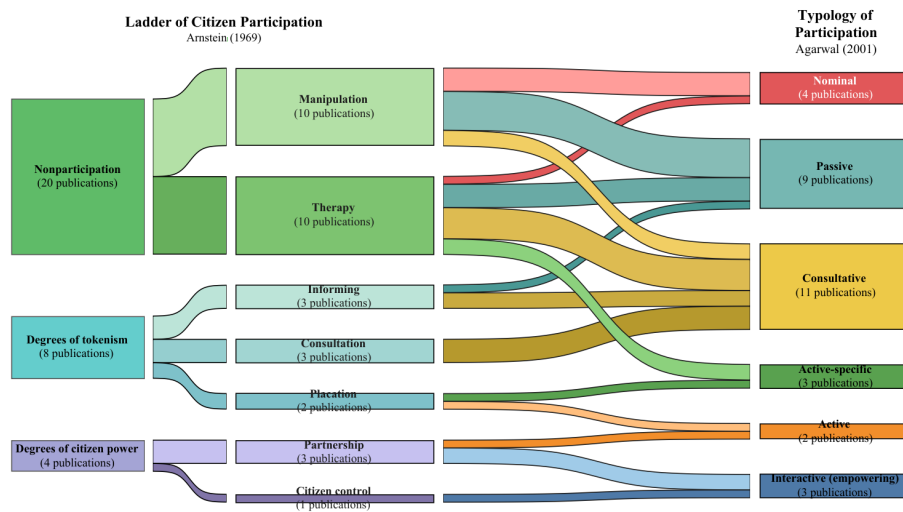 Ladder of Citizen Participation
Arnstein (1969)
Typology of
Participation
Agarwal (2001)
Nonparticipation
(20 publications)
Degrees of tokenism
(8 publications)
Degrees of citizen power
(4 publications)
Manipulation
(10 publications)
Therapy
(10 publications)
Informing
(3 publications)
Consultation
(3 publications)
Placation
(2 publications)
Partnership
(3 publications)
Citizen control
(1 publications)
Nominal
(4 publications)
Passive
(9 publications)
Consultative
(11 publications)
Active-specific
(3 publications)
Active
(2 publications)
Interactive (empowering)
(3 publications)